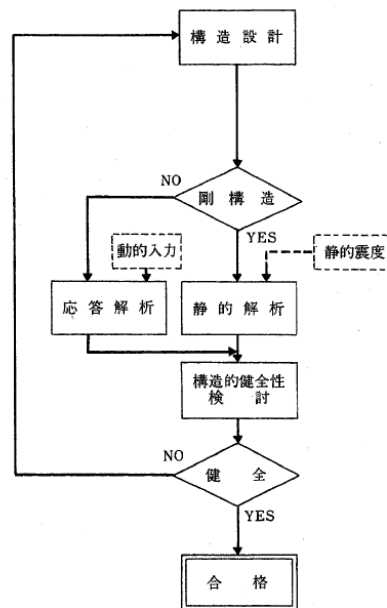 構造設計
剛構造
NO
YES
動的入力
静的震度
応答解析
静的解析
構造的健全性
検討
健全
NO
YES
合格